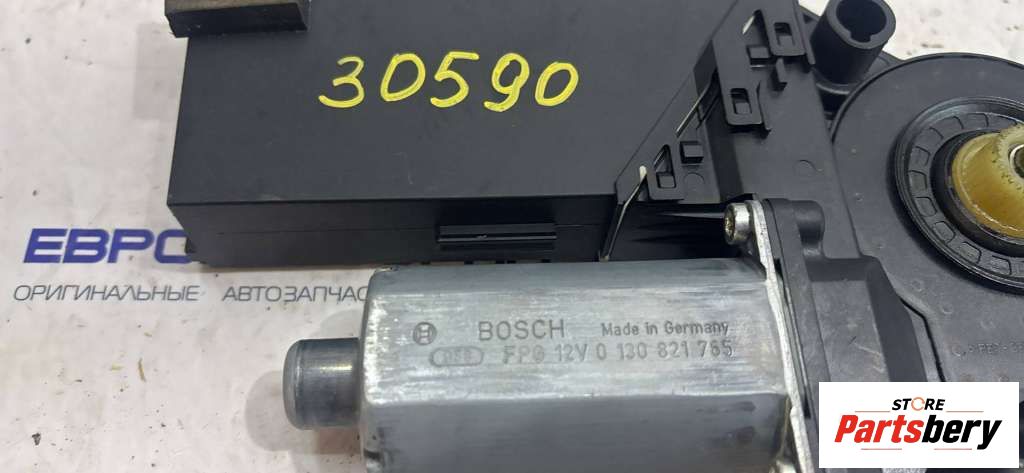 30590
ЕВРО
ОРИГИНАЛЬНЫЕ АВТОЗАПЧАС
BOSCH Made in Germany
FPG 12V 0 130 821 765
STORE
Partsbery